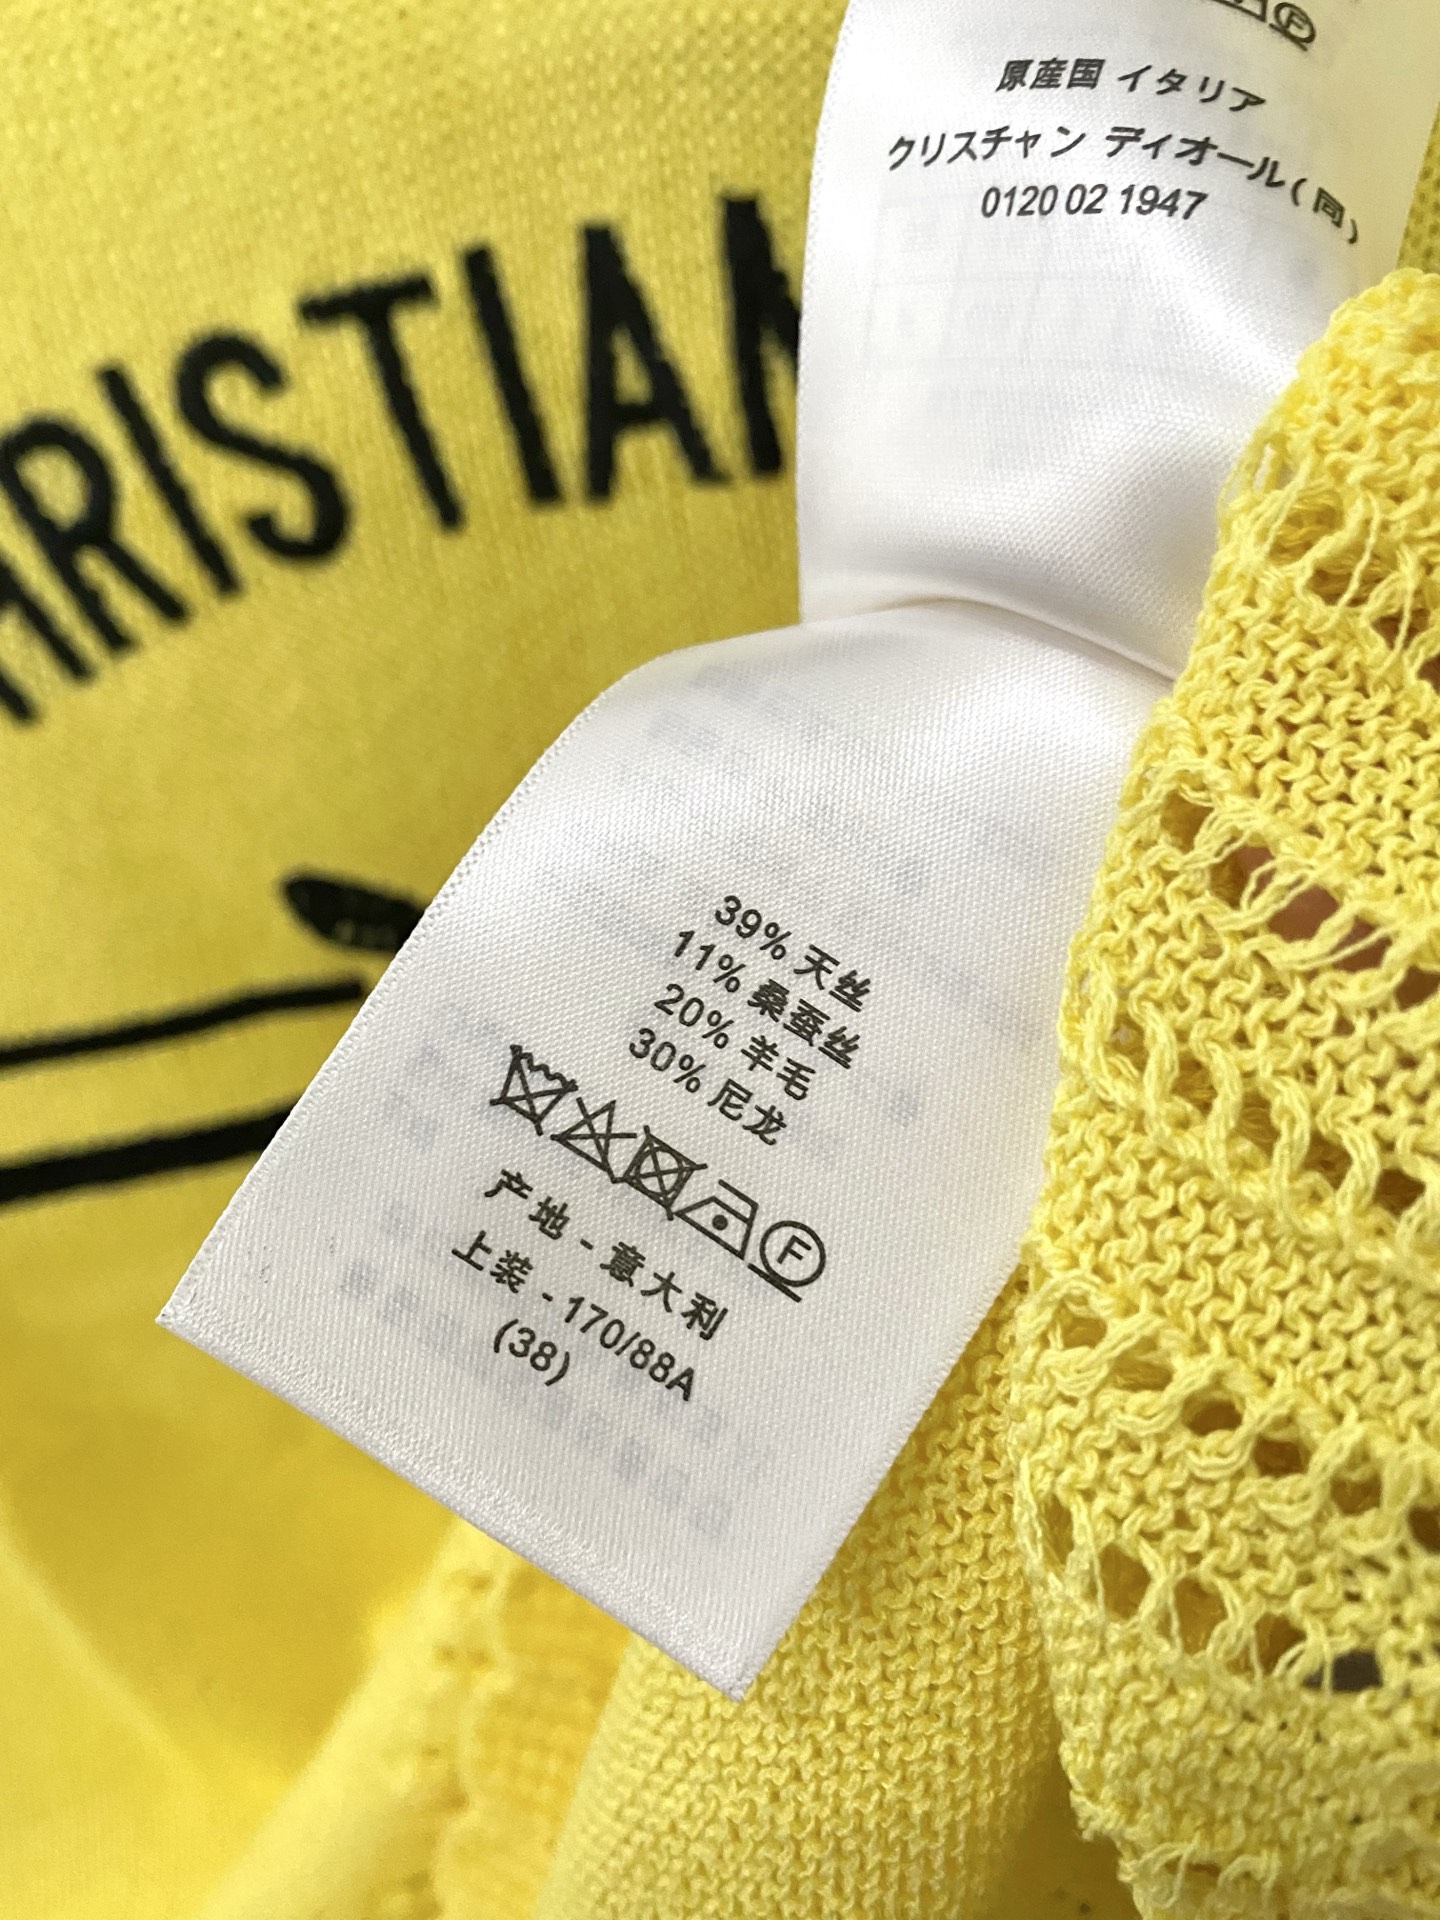 原産国 イタリア
クリスチャン ディオール(同)
0120 02 1947
39% 天丝
11% 桑蚕丝
20% 羊毛
30% 尼龙
F
产地 - 意大利
上装 - 170/88A
(38)
HRISTIAN
F